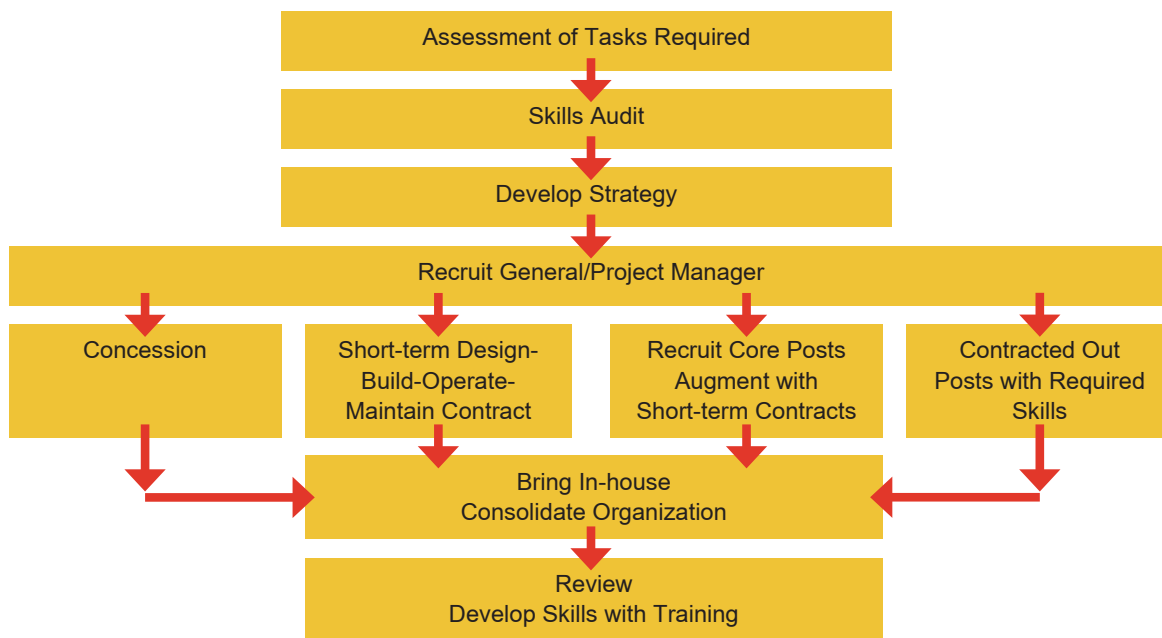 Assessment of Tasks Required
Skills Audit
Develop Strategy
Recruit General/Project Manager
Concession
Short-term Design-
Build-Operate-
Maintain Contract
Recruit Core Posts
Augment with
Short-term Contracts
Contracted Out
Posts with Required
Skills
Bring In-house
Consolidate Organization
Review
Develop Skills with Training